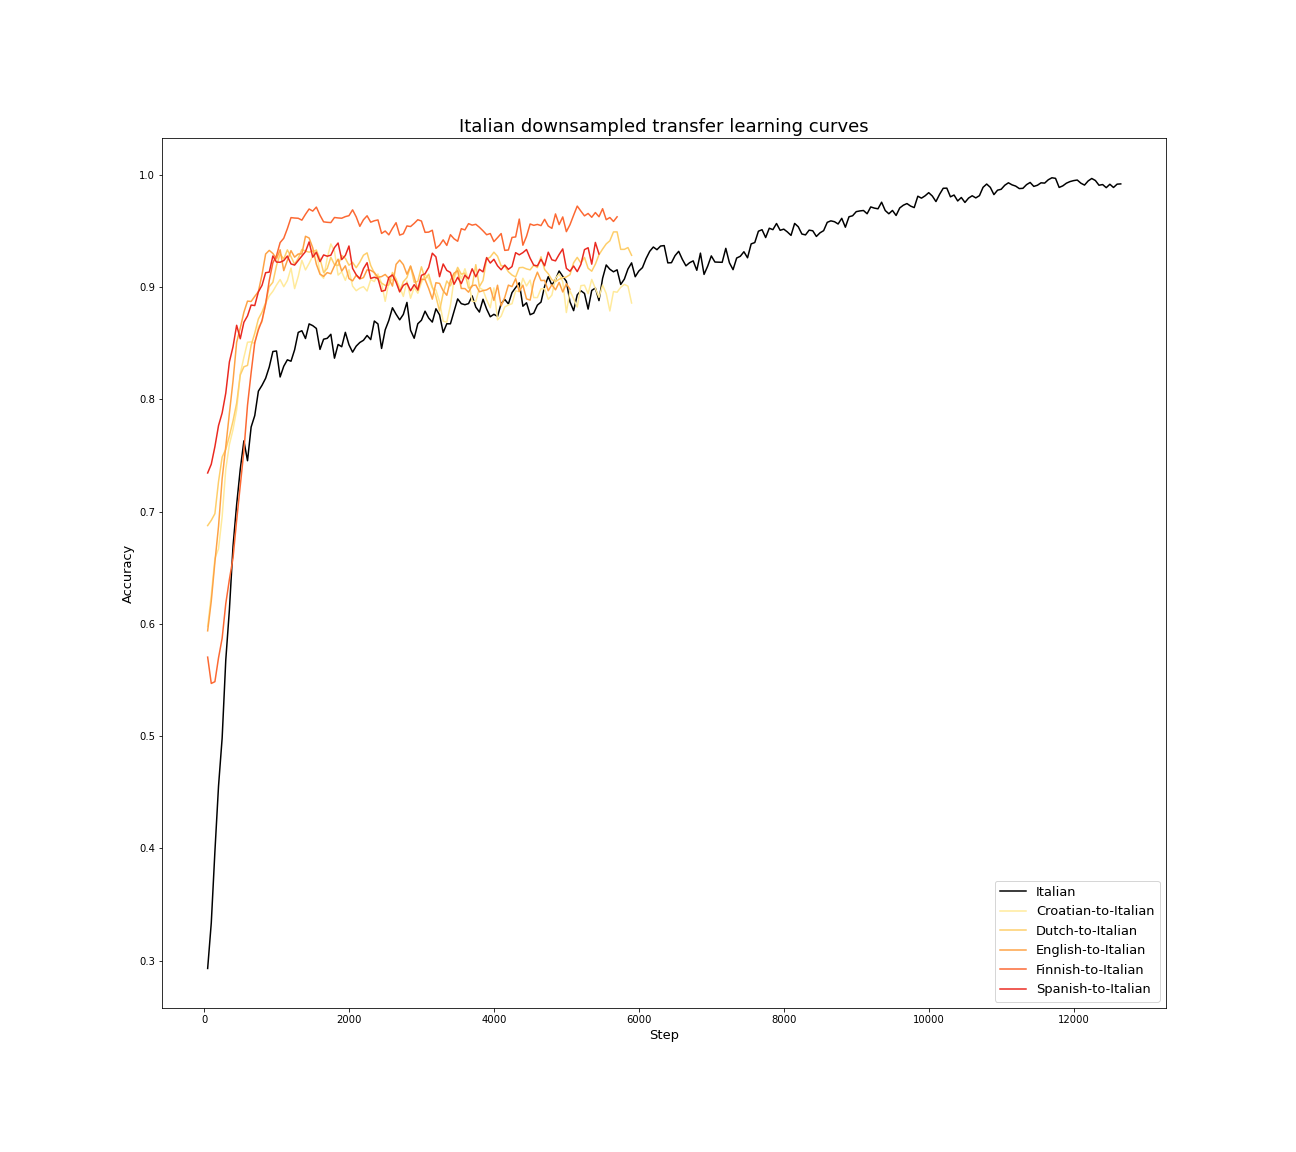 Italian downsampled transfer learning curves
1.0
0.9
0.8
0.7
0.6
0.5
0.4
0.3
Accuracy
0
2000
4000
6000
8000
10000
12000
Step
Italian
Croatian-to-Italian
Dutch-to-Italian
English-to-Italian
Finnish-to-Italian
Spanish-to-Italian